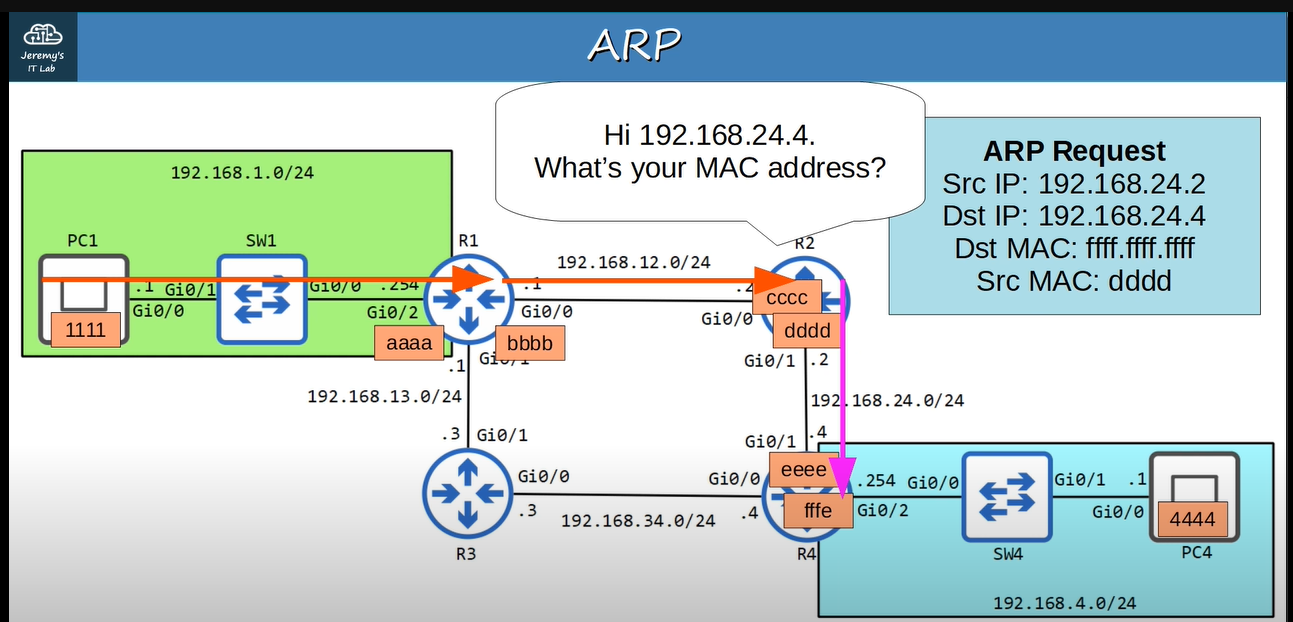 Jeremy's
IT Lab
ARP
Hi 192.168.24.4.
What's your MAC address?
ARP Request
Src IP: 192.168.24.2
Dst IP: 192.168.24.4
Dst MAC: ffff.ffff.ffff
Src MAC: dddd
192.168.1.0/24
PC1
SW1
R1
R2
192.168.12.0/24
.1
Gi0/1
Gi0/0
.254
.1
.2
Gi0/0
Gi0/2
Gi0/0
Gi0/0
1111
aaaa
bbbb
cccc
dddd
.1
Gi0/1
Gi0/1
.2
192.168.13.0/24
192.168.24.0/24
.3
Gi0/1
Gi0/1
.4
eeee
fffe
Gi0/0
Gi0/0
.254
Gi0/0
Gi0/1
.1
.3
192.168.34.0/24
.4
Gi0/2
Gi0/0
4444
R3
R4
SW4
PC4
192.168.4.0/24